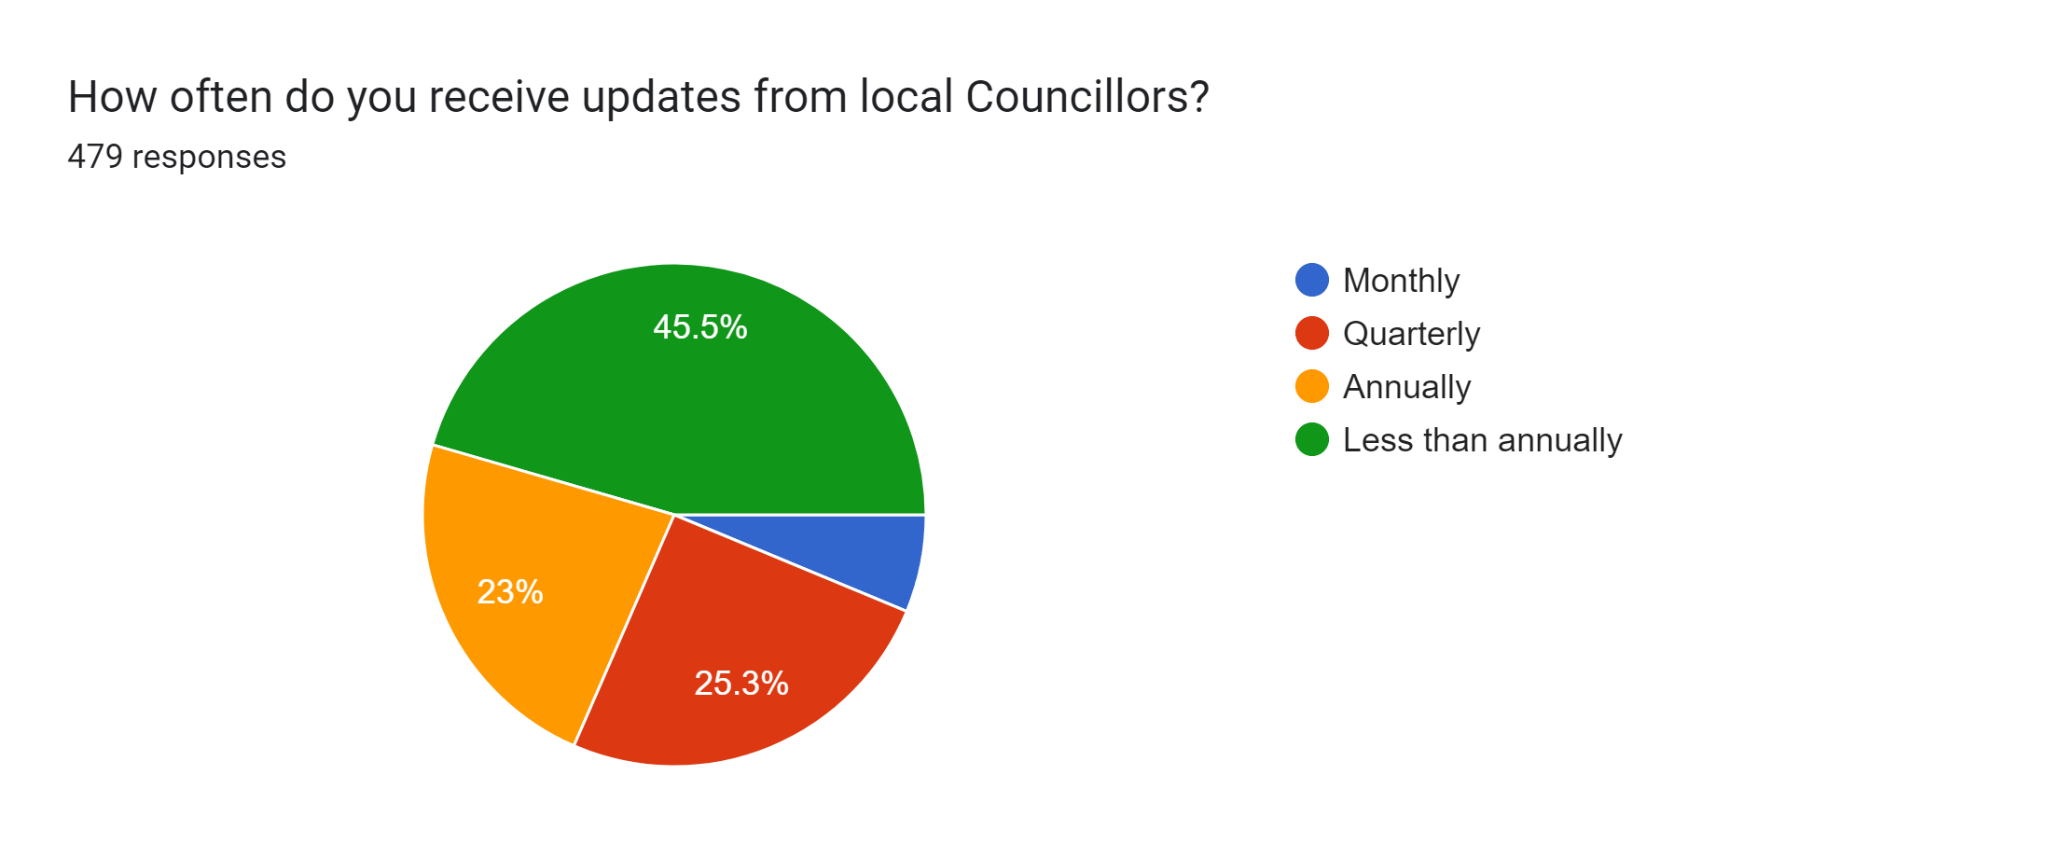 How often do you receive updates from local Councillors?
479 responses
45.5%
23%
25.3%
Monthly
Quarterly
Annually
Less than annually